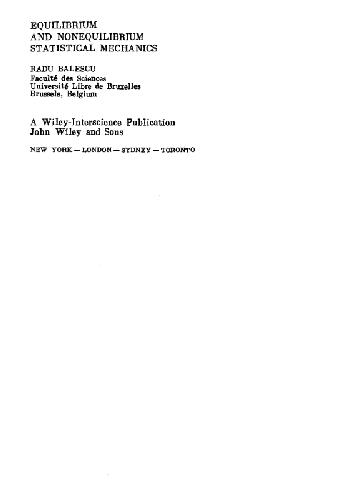 EQUILIBRIUM
AND NONEQUILIBRIUM
STATISTICAL MECHANICS
RADU BALESCU
Faculté des Sciences
Université Libre de Bruxelles
Brussels, Belgium
A Wiley-Interscience Publication
John Wiley and Sons
NEW YORK — LONDON — SYDNEY — TORONTO